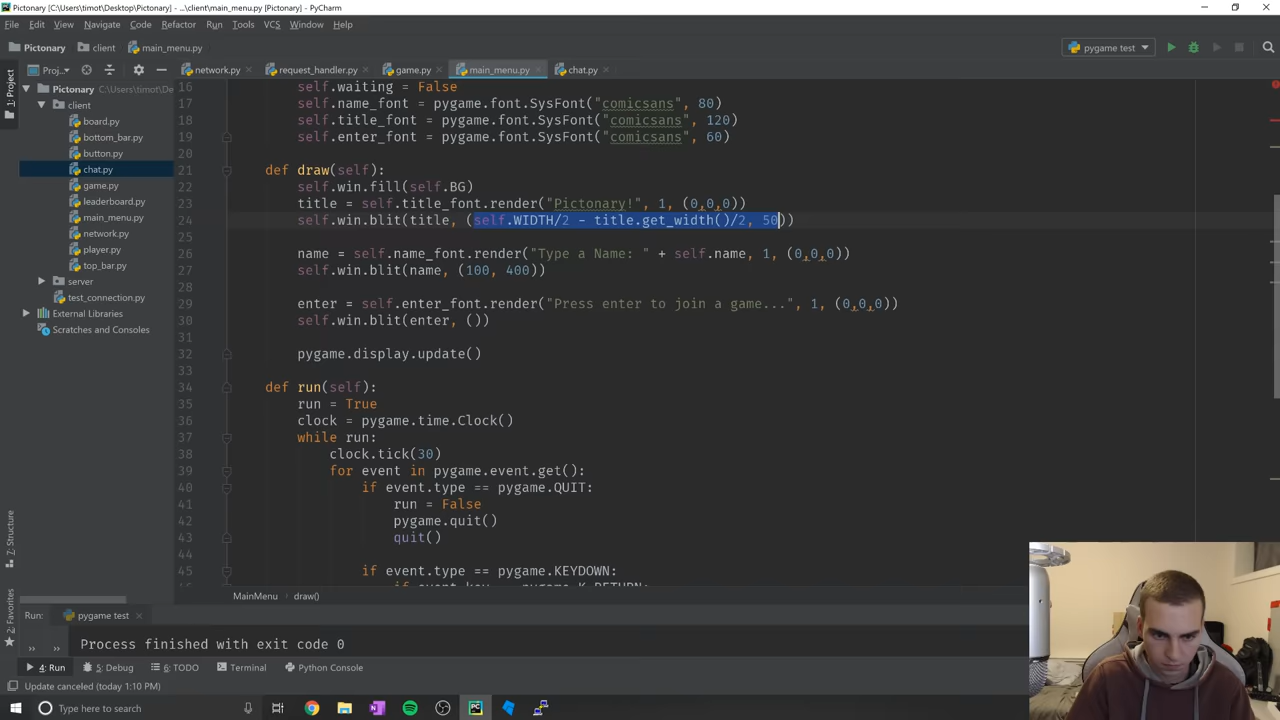 Pictonary [C:\Users\timot\Desktop\Pictonary] - ...\client\main_menu.py [Pictonary] - PyCharm
File Edit View Navigate Code Refactor Run Tools VCS Window Help
Pictonary client main_menu.py pygame test
1: Project Proj... network.py request_handler.py game.py main_menu.py chat.py
Pictonary C:\Users\timot\Desktop
client
board.py
bottom_bar.py
button.py
chat.py
game.py
leaderboard.py
main_menu.py
network.py
player.py
top_bar.py
server
test_connection.py
External Libraries
Scratches and Consoles
16 self.waiting = False
17 self.name_font = pygame.font.SysFont("comicsans", 80)
18 self.title_font = pygame.font.SysFont("comicsans", 120)
19 self.enter_font = pygame.font.SysFont("comicsans", 60)
20
21 def draw(self):
22 self.win.fill(self.BG)
23 title = self.title_font.render("Pictonary!", 1, (0,0,0))
24 self.win.blit(title, (self.WIDTH/2 - title.get_width()/2, 50))
25
26 name = self.name_font.render("Type a Name: " + self.name, 1, (0,0,0))
27 self.win.blit(name, (100, 400))
28
29 enter = self.enter_font.render("Press enter to join a game...", 1, (0,0,0))
30 self.win.blit(enter, ())
31
32 pygame.display.update()
33
34 def run(self):
35 run = True
36 clock = pygame.time.Clock()
37 while run:
38 clock.tick(30)
39 for event in pygame.event.get():
40 if event.type == pygame.QUIT:
41 run = False
42 pygame.quit()
43 quit()
44
45 if event.type == pygame.KEYDOWN:
MainMenu draw()
7: Structure
2: Favorites
Run: pygame test
Process finished with exit code 0
4: Run 5: Debug 6: TODO Terminal Python Console
Update canceled (today 1:10 PM)
Type here to search